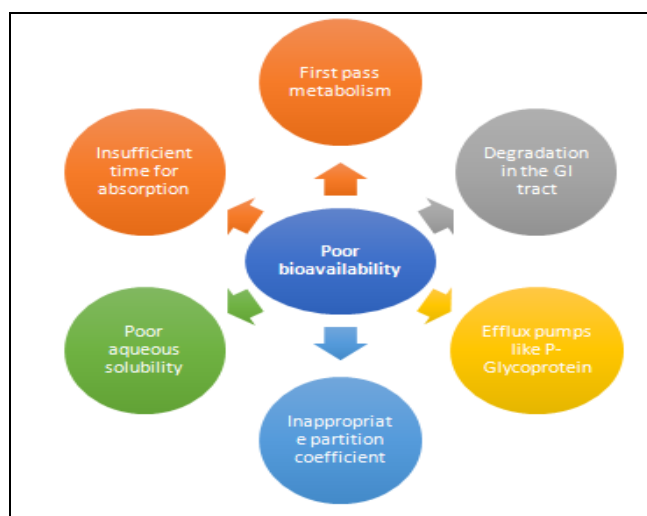 First pass
metabolism
Insufficient
time for
absorption
Degradation
in the GI
tract
Poor
bioavailability
Poor
aqueous
solubility
Efflux pumps
like P-
Glycoprotein
Inappropriat
e partition
coefficient